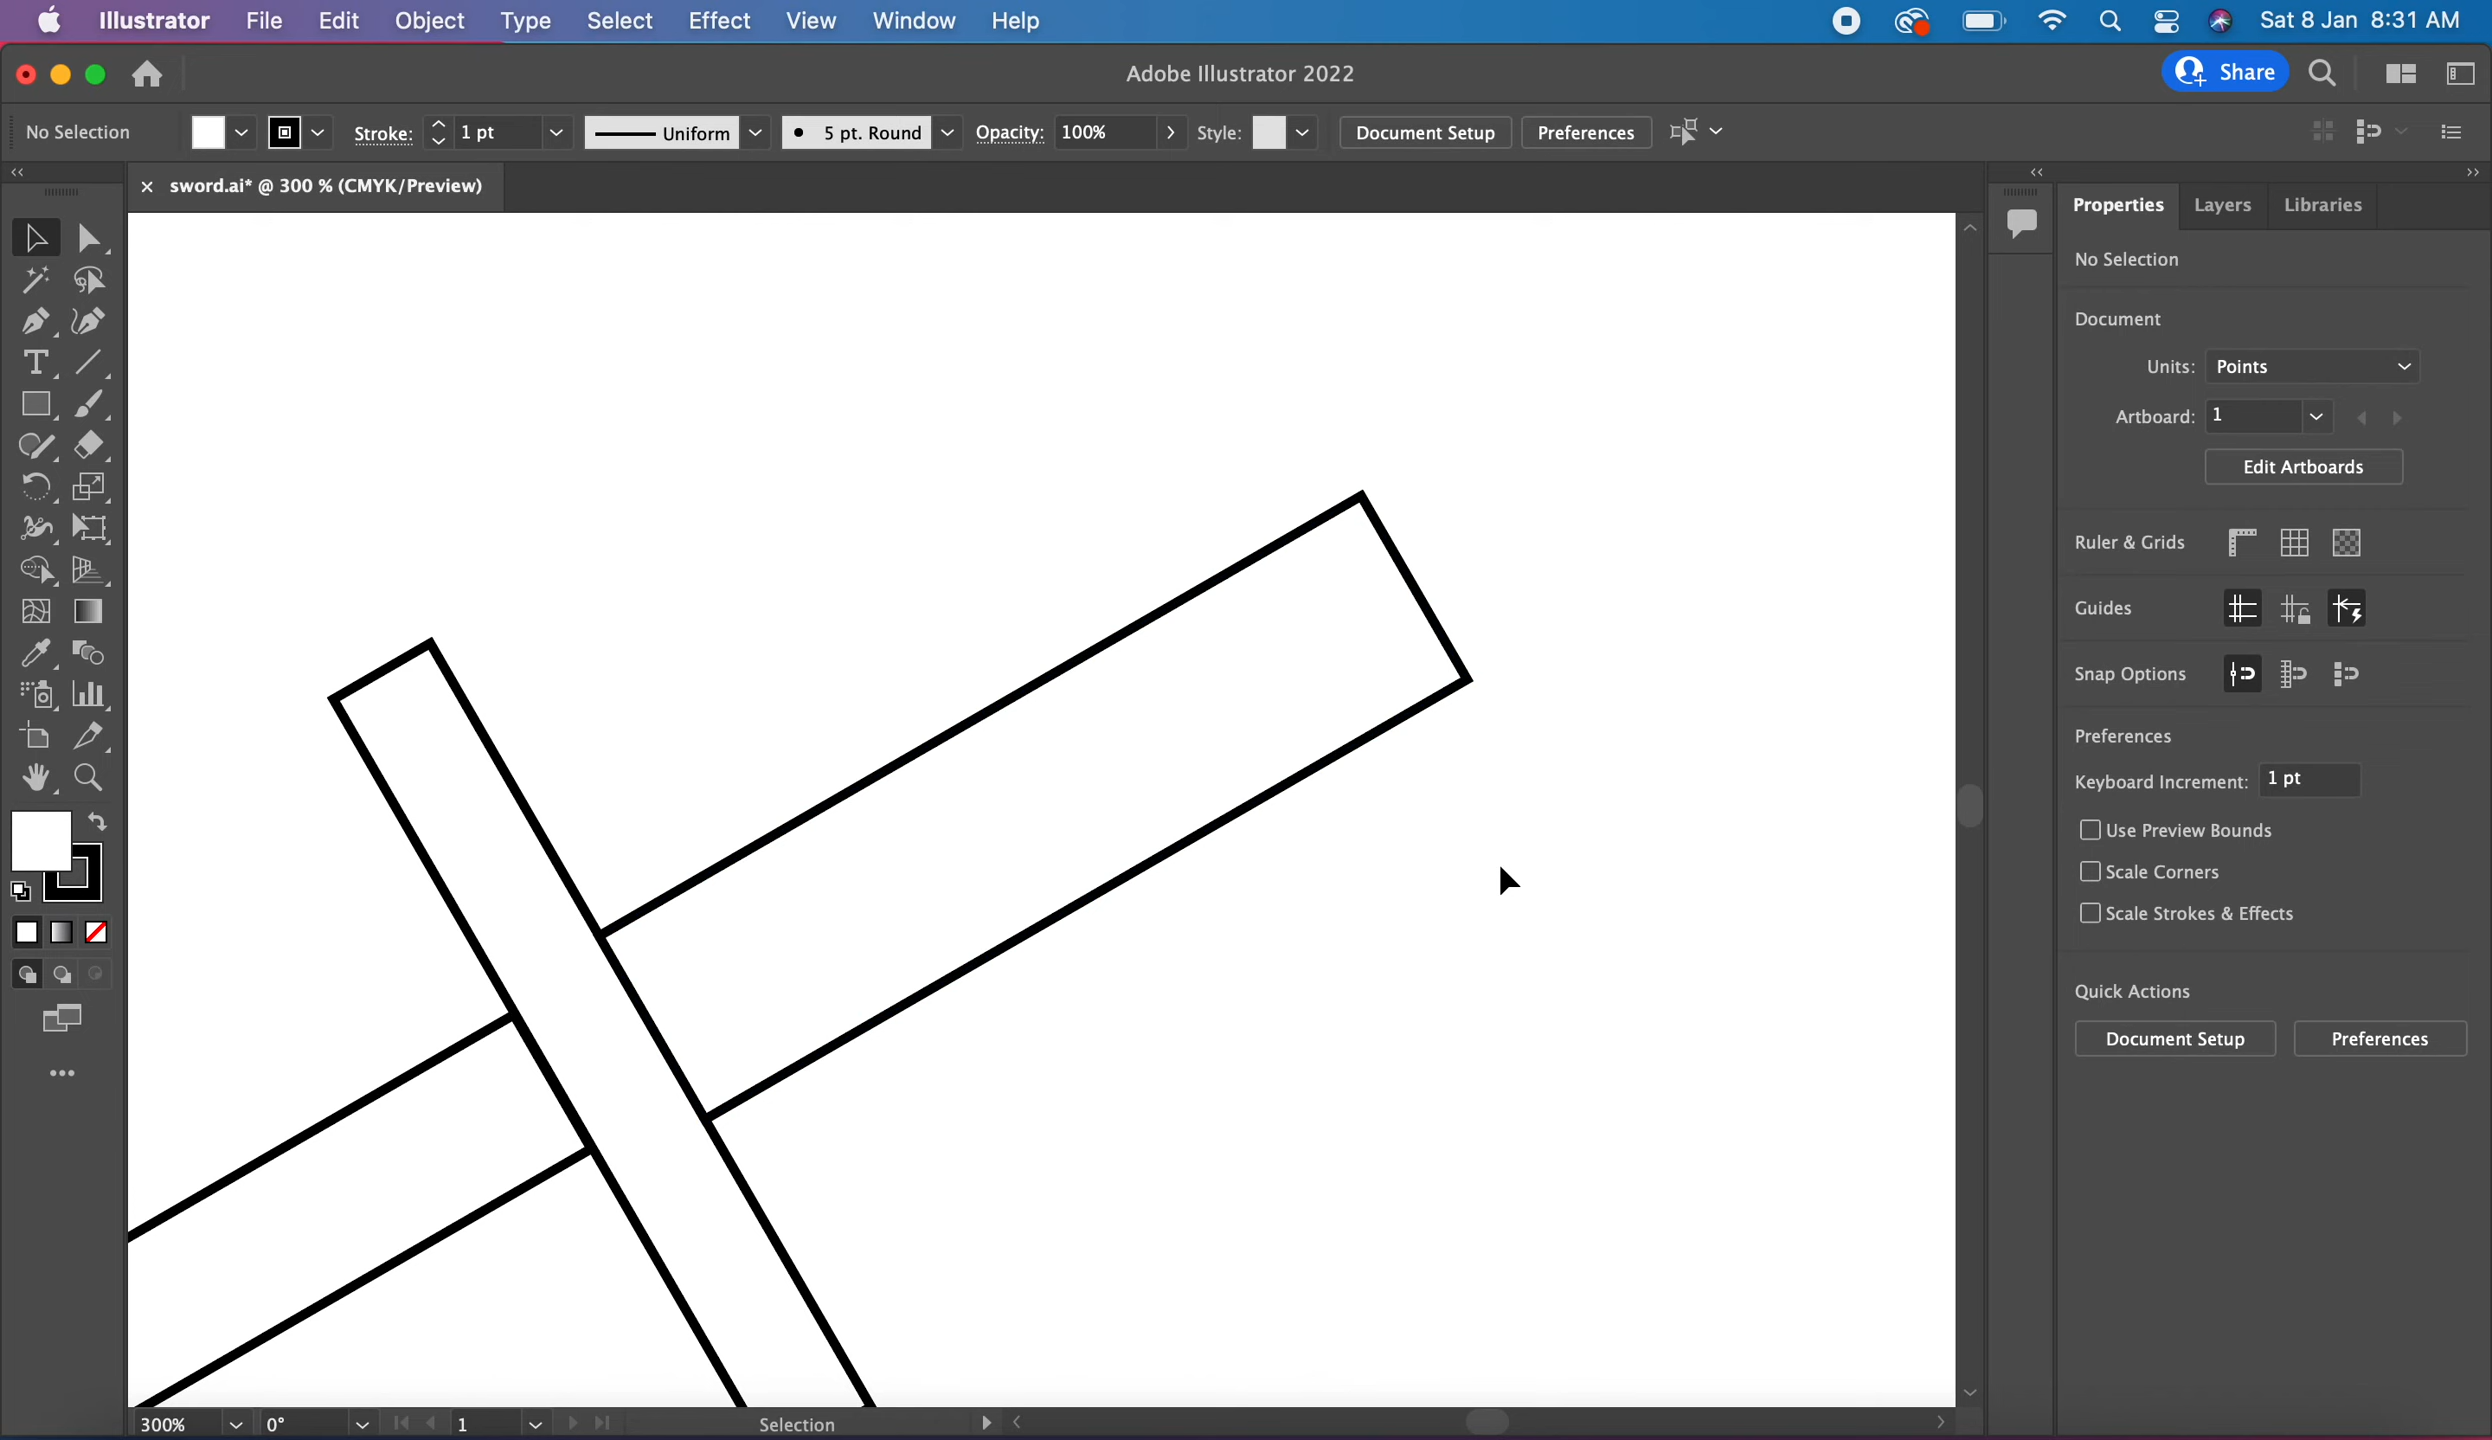 Illustrator File Edit Object Type Select Effect View Window Help Sat 8 Jan 8:31 AM
Adobe Illustrator 2022 Share
No Selection Stroke: 1 pt Uniform 5 pt. Round Opacity: 100% Style: Document Setup Preferences
sword.ai* @ 300 % (CMYK/Preview)
Properties Layers Libraries
No Selection
Document
Units: Points
Artboard: 1
Edit Artboards
Ruler & Grids
Guides
Snap Options
Preferences
Keyboard Increment: 1 pt
Use Preview Bounds
Scale Corners
Scale Strokes & Effects
Quick Actions
Document Setup Preferences
300% 0° 1 Selection